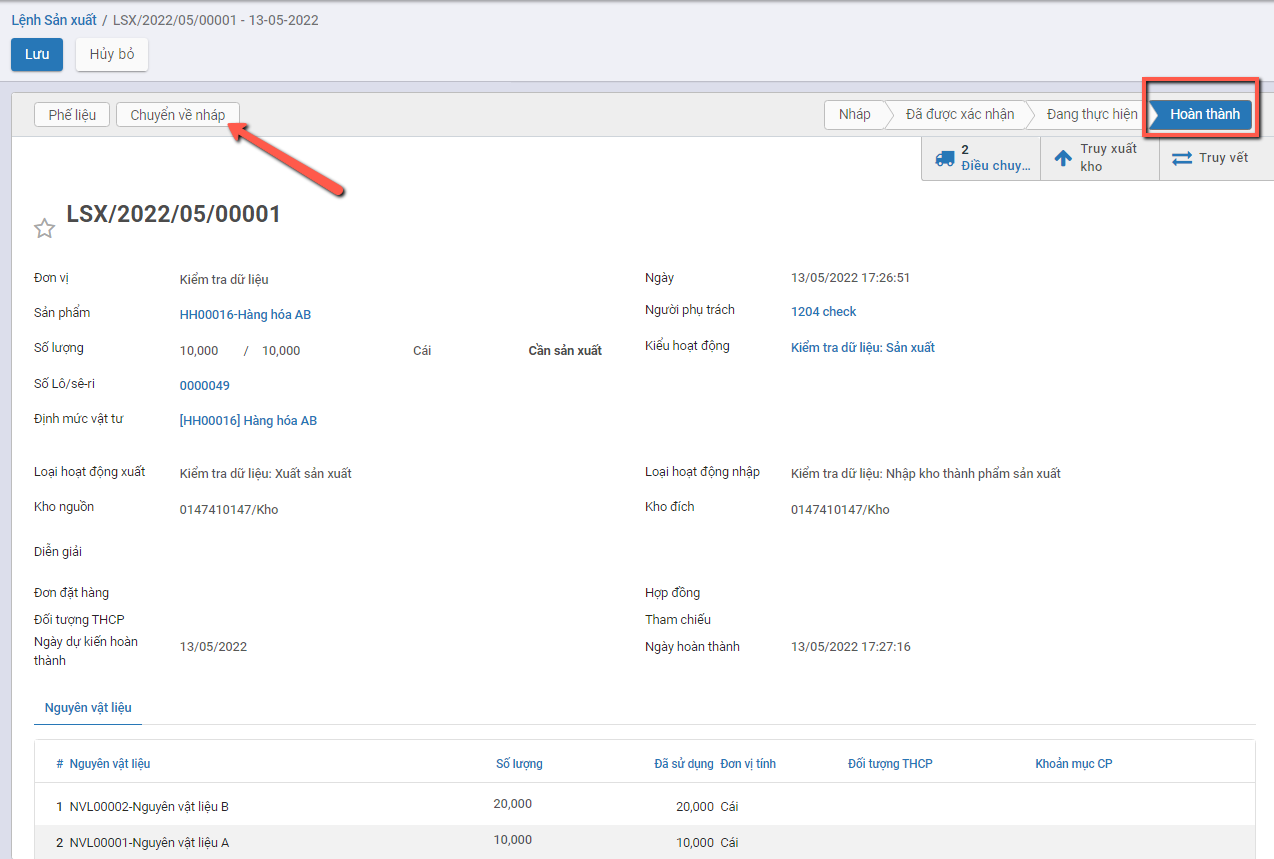 Lệnh Sản xuất / LSX/2022/05/00001 - 13-05-2022
Lưu Hủy bỏ
Phế liệu Chuyển về nháp Nháp Đã được xác nhận Đang thực hiện Hoàn thành
2 Điều chuy... Truy xuất kho Truy vết
LSX/2022/05/00001
Đơn vị Kiểm tra dữ liệu Ngày 13/05/2022 17:26:51
Sản phẩm HH00016-Hàng hóa AB Người phụ trách 1204 check
Số lượng 10,000 / 10,000 Cái Cần sản xuất Kiểu hoạt động Kiểm tra dữ liệu: Sản xuất
Số Lô/sê-ri 0000049
Định mức vật tư [HH00016] Hàng hóa AB
Loại hoạt động xuất Kiểm tra dữ liệu: Xuất sản xuất Loại hoạt động nhập Kiểm tra dữ liệu: Nhập kho thành phẩm sản xuất
Kho nguồn 0147410147/Kho Kho đích 0147410147/Kho
Diễn giải
Đơn đặt hàng Hợp đồng
Đối tượng THCP Tham chiếu
Ngày dự kiến hoàn thành 13/05/2022 Ngày hoàn thành 13/05/2022 17:27:16
Nguyên vật liệu
# Nguyên vật liệu Số lượng Đã sử dụng Đơn vị tính Đối tượng THCP Khoản mục CP
1 NVL00002-Nguyên vật liệu B 20,000 20,000 Cái
2 NVL00001-Nguyên vật liệu A 10,000 10,000 Cái